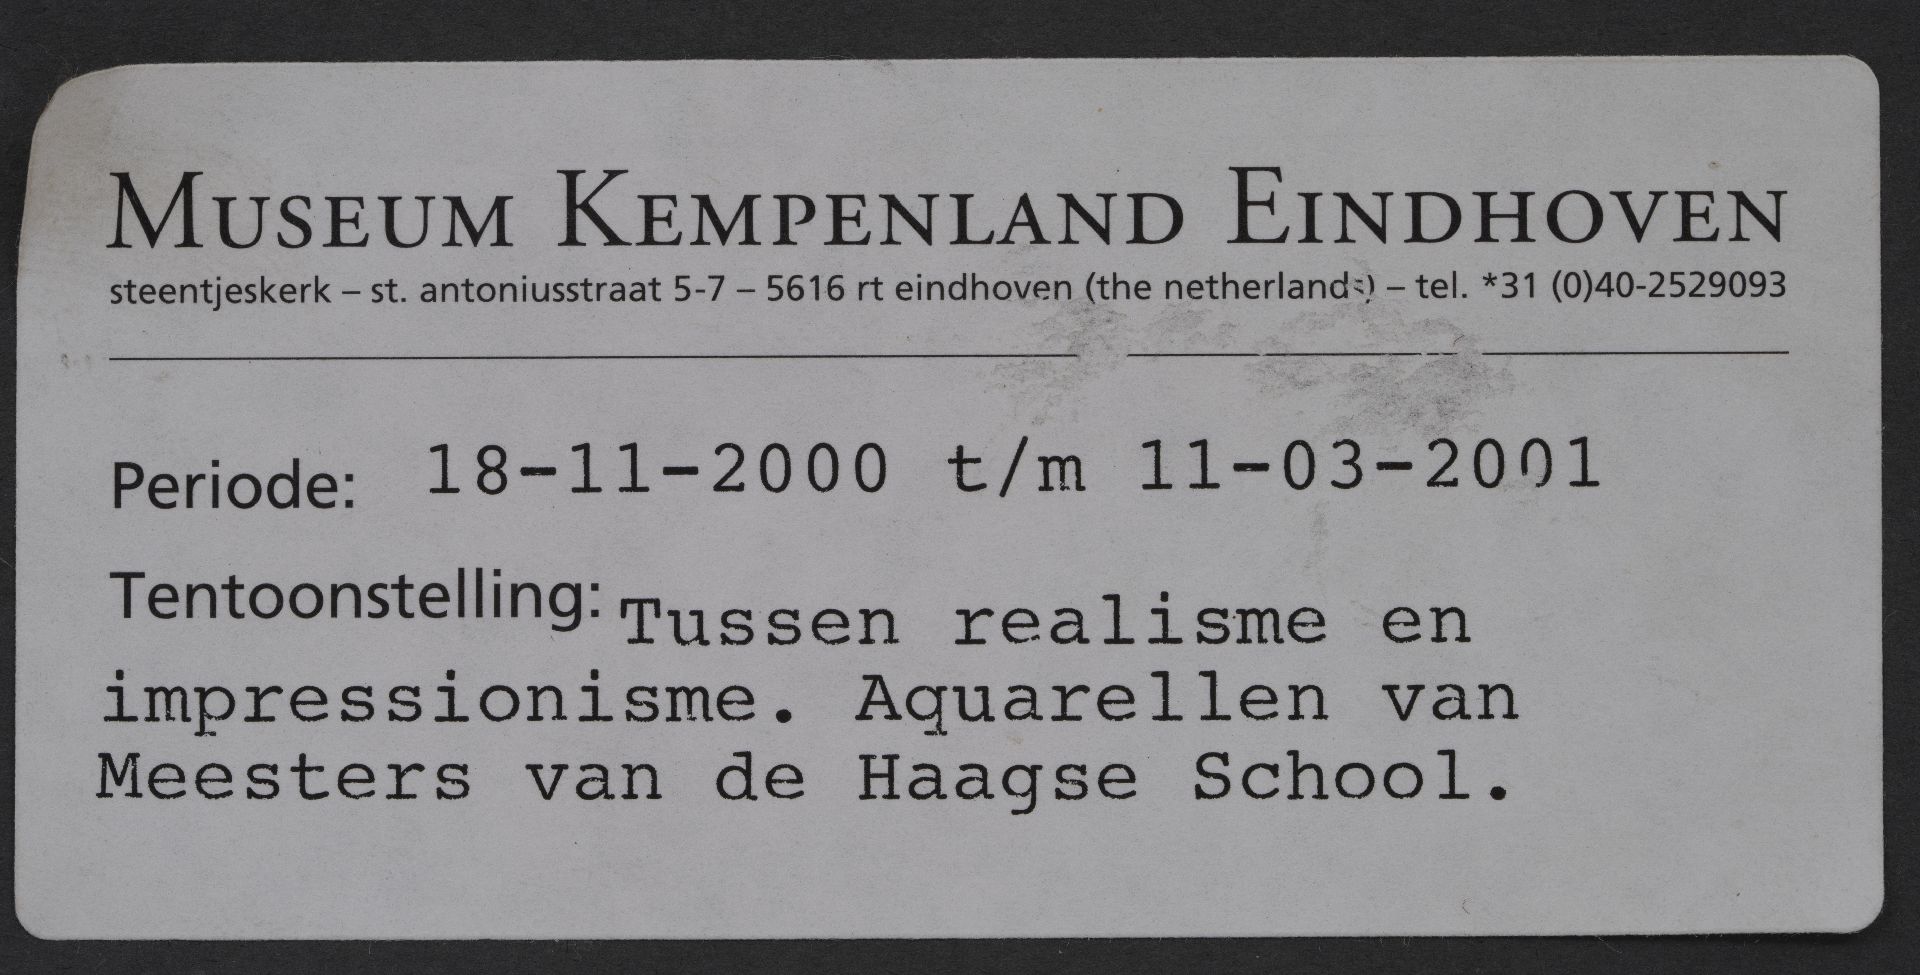 Museum Kempenland Eindhoven
steentjeskerk – st. antoniusstraat 5-7 – 5616 rt eindhoven (the netherlands) – tel. *31 (0)40-2529093
Periode: 18-11-2000 t/m 11-03-2001
Tentoonstelling: Tussen realisme en
impressionisme. Aquarellen van
Meesters van de Haagse School.